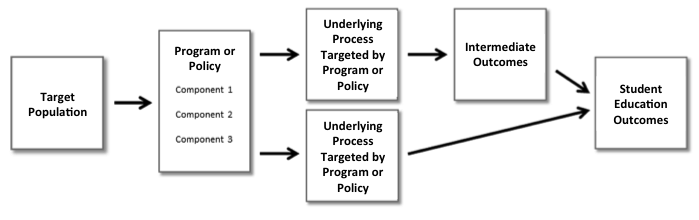 Target
Population
Program or
Policy
Component 1
Component 2
Component 3
Underlying
Process
Targeted by
Program or
Policy
Underlying
Process
Targeted by
Program or
Policy
Intermediate
Outcomes
Student
Education
Outcomes